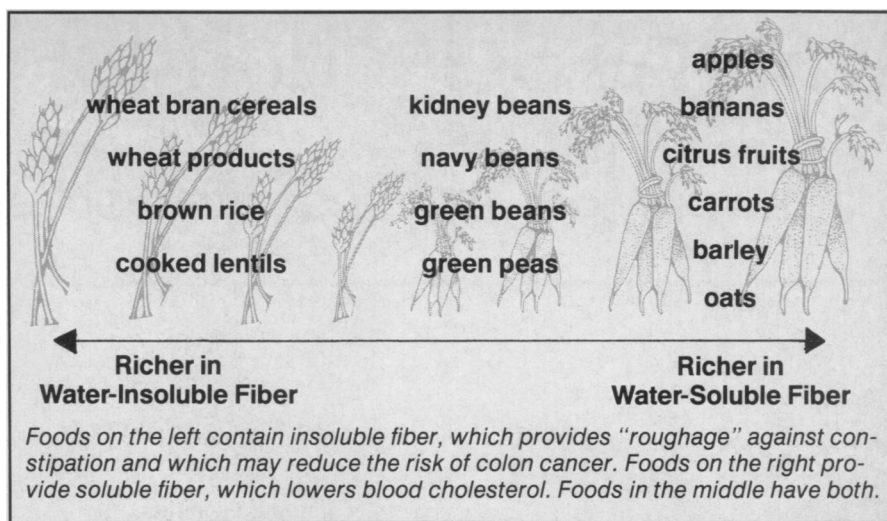 wheat bran cereals
wheat products
brown rice
cooked lentils
kidney beans
navy beans
green beans
green peas
apples
bananas
citrus fruits
carrots
barley
oats
Richer in
Water-Insoluble Fiber
Richer in
Water-Soluble Fiber
Foods on the left contain insoluble fiber, which provides "roughage" against con-
stipation and which may reduce the risk of colon cancer. Foods on the right pro-
vide soluble fiber, which lowers blood cholesterol. Foods in the middle have both.